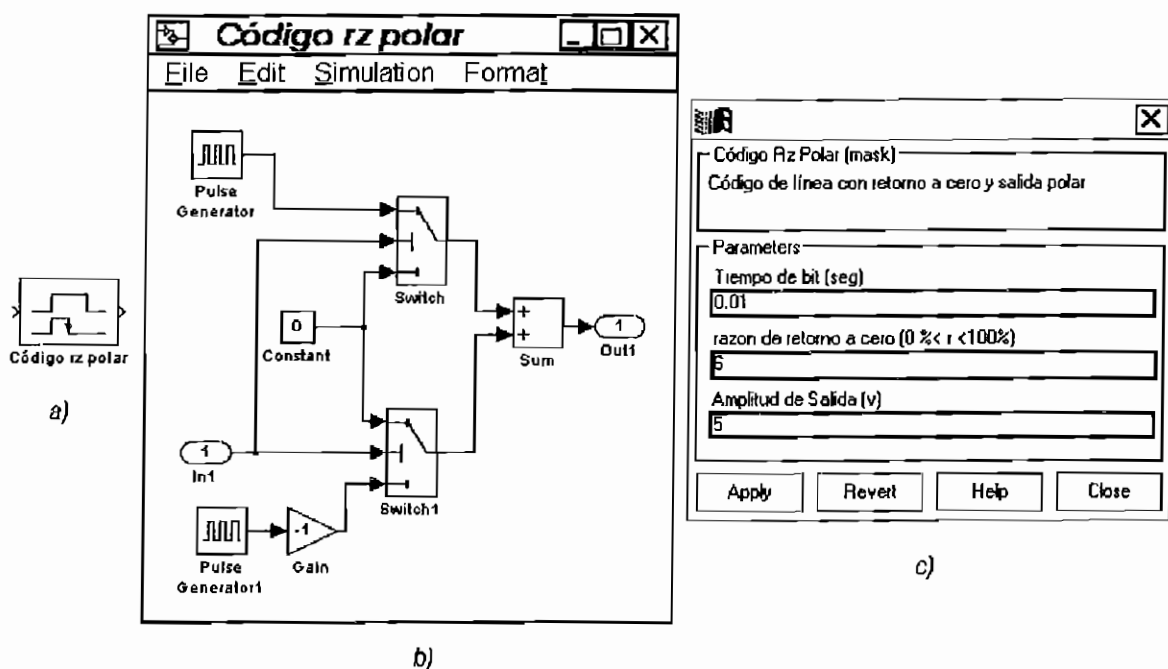 Código rz polar
File Edit Simulation Format
Pulse
Generator
Switch
0
Constant
+
+
Sum
1
Out1
1
In1
Switch1
Pulse
Generator1
-1
Gain
b)
Código rz polar
a)
Código Rz Polar (mask)
Código de línea con retorno a cero y salida polar
Parameters
Tiempo de bit (seg)
0.01
razon de retorno a cero (0 %< r <100%)
6
Amplitud de Salida (v)
5
Apply Revert Help Close
c)